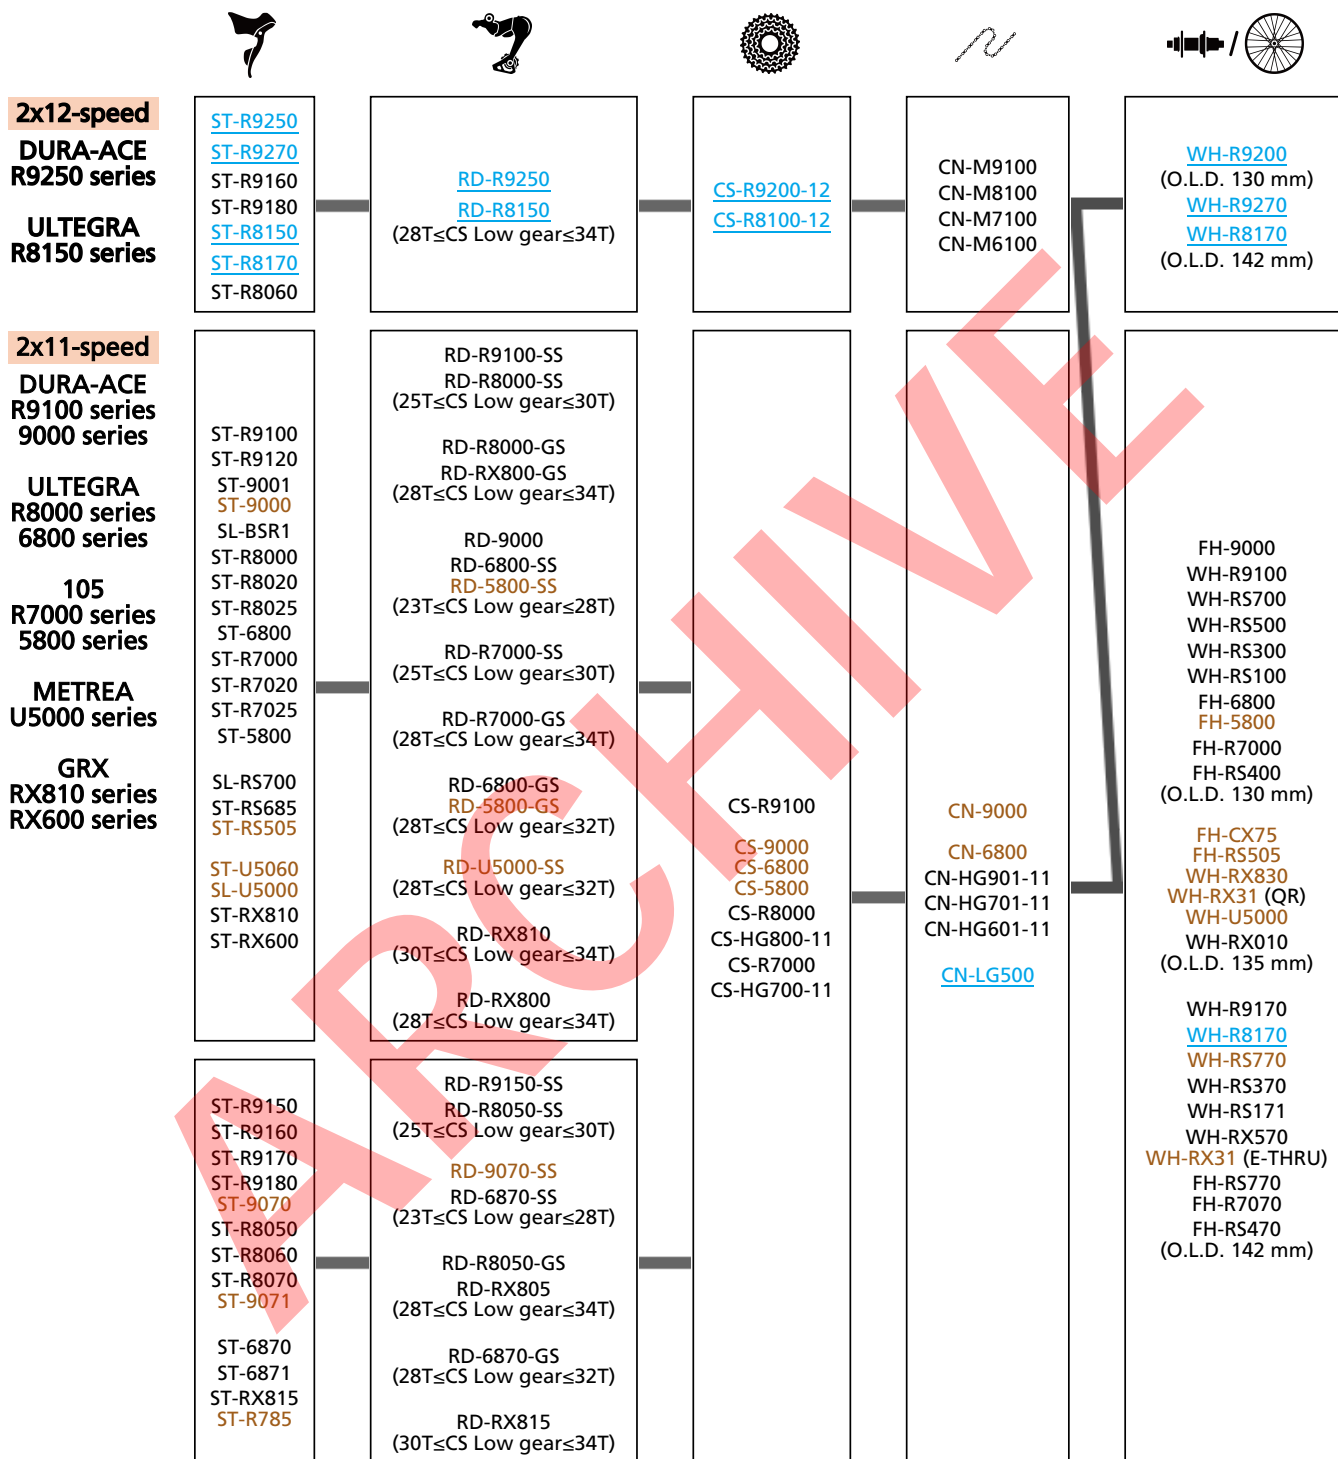 2x12-speed
DURA-ACE
R9250 series
ULTEGRA
R8150 series
ST-R9250
ST-R9270
ST-R9160
ST-R9180
ST-R8150
ST-R8170
ST-R8060
RD-R9250
RD-R8150
(28T≤CS Low gear≤34T)
CS-R9200-12
CS-R8100-12
CN-M9100
CN-M8100
CN-M7100
CN-M6100
WH-R9200
(O.L.D. 130 mm)
WH-R9270
WH-R8170
(O.L.D. 142 mm)
2x11-speed
DURA-ACE
R9100 series
9000 series
ULTEGRA
R8000 series
6800 series
105
R7000 series
5800 series
METREA
U5000 series
GRX
RX810 series
RX600 series
ST-R9100
ST-R9120
ST-9001
ST-9000
SL-BSR1
ST-R8000
ST-R8020
ST-R8025
ST-6800
ST-R7000
ST-R7020
ST-R7025
ST-5800
SL-RS700
ST-RS685
ST-RS505
ST-U5060
SL-U5000
ST-RX810
ST-RX600
RD-R9100-SS
RD-R8000-SS
(25T≤CS Low gear≤30T)
RD-R8000-GS
RD-RX800-GS
(28T≤CS Low gear≤34T)
RD-9000
RD-6800-SS
RD-5800-SS
(23T≤CS Low gear≤28T)
RD-R7000-SS
(25T≤CS Low gear≤30T)
RD-R7000-GS
(28T≤CS Low gear≤34T)
RD-6800-GS
RD-5800-GS
(28T≤CS Low gear≤32T)
RD-U5000-SS
(28T≤CS Low gear≤32T)
RD-RX810
(30T≤CS Low gear≤34T)
RD-RX800
(28T≤CS Low gear≤34T)
ST-R9150
ST-R9160
ST-R9170
ST-R9180
ST-9070
ST-R8050
ST-R8060
ST-R8070
ST-9071
ST-6870
ST-6871
ST-RX815
ST-R785
RD-R9150-SS
RD-R8050-SS
(25T≤CS Low gear≤30T)
RD-9070-SS
RD-6870-SS
(23T≤CS Low gear≤28T)
RD-R8050-GS
RD-RX805
(28T≤CS Low gear≤34T)
RD-6870-GS
(28T≤CS Low gear≤32T)
RD-RX815
(30T≤CS Low gear≤34T)
CS-R9100
CS-9000
CS-6800
CS-5800
CS-R8000
CS-HG800-11
CS-R7000
CS-HG700-11
CN-9000
CN-6800
CN-HG901-11
CN-HG701-11
CN-HG601-11
CN-LG500
FH-9000
WH-R9100
WH-RS700
WH-RS500
WH-RS300
WH-RS100
FH-6800
FH-5800
FH-R7000
FH-RS400
(O.L.D. 130 mm)
FH-CX75
FH-RS505
WH-RX830
WH-RX31 (QR)
WH-U5000
WH-RX010
(O.L.D. 135 mm)
WH-R9170
WH-R8170
WH-RS770
WH-RS370
WH-RS171
WH-RX570
WH-RX31 (E-THRU)
FH-RS770
FH-R7070
FH-RS470
(O.L.D. 142 mm)
ARCHIVE